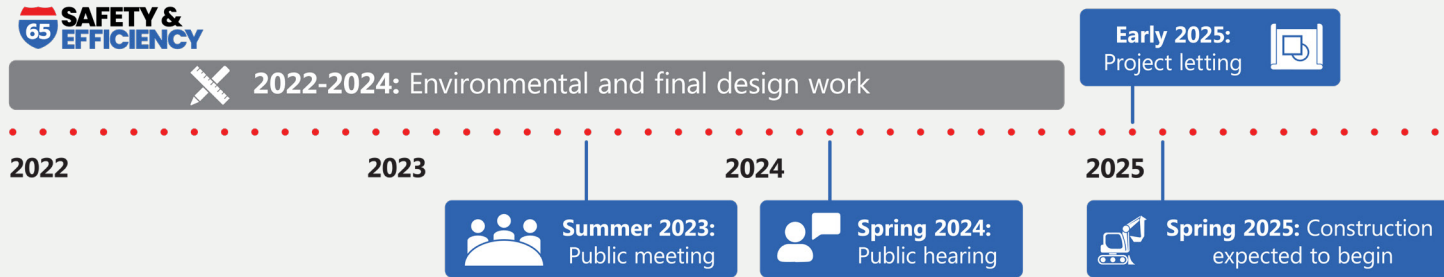 65 SAFETY &
EFFICIENCY
Early 2025:
Project letting
2022-2024: Environmental and final design work
2022 2023 2024 2025
Summer 2023:
Public meeting
Spring 2024:
Public hearing
Spring 2025: Construction
expected to begin